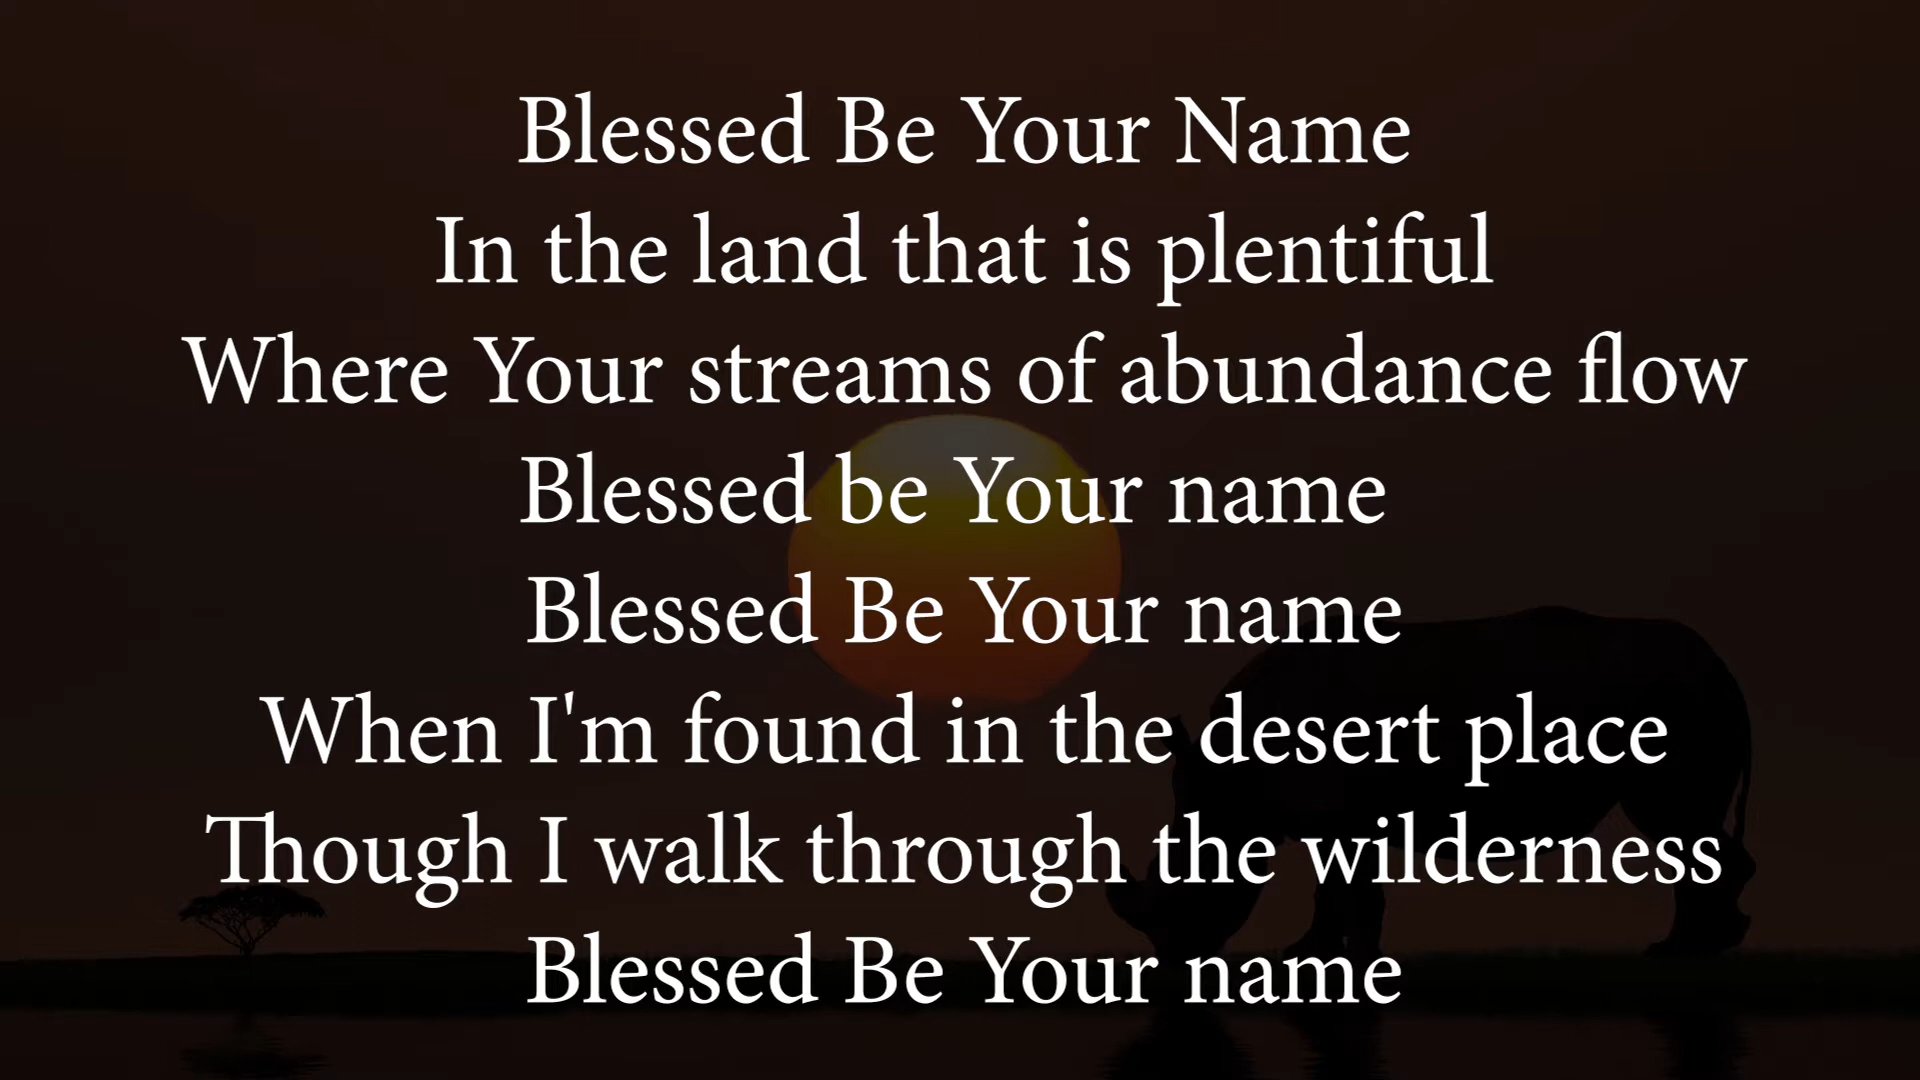 Blessed Be Your Name
In the land that is plentiful
Where Your streams of abundance flow
Blessed be Your name
Blessed Be Your name
When I'm found in the desert place
Though I walk through the wilderness
Blessed Be Your name